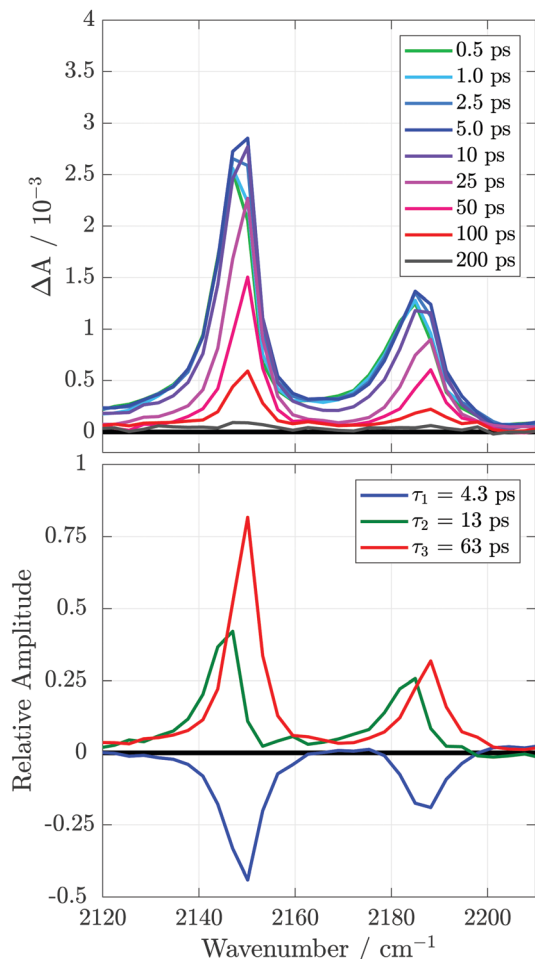 4
3.5
3
2.5
2
1.5
1
0.5
0
ΔA / 10⁻³
0.5 ps
1.0 ps
2.5 ps
5.0 ps
10 ps
25 ps
50 ps
100 ps
200 ps
1
0.75
0.5
0.25
0
-0.25
-0.5
Relative Amplitude
τ₁ = 4.3 ps
τ₂ = 13 ps
τ₃ = 63 ps
2120 2140 2160 2180 2200
Wavenumber / cm⁻¹